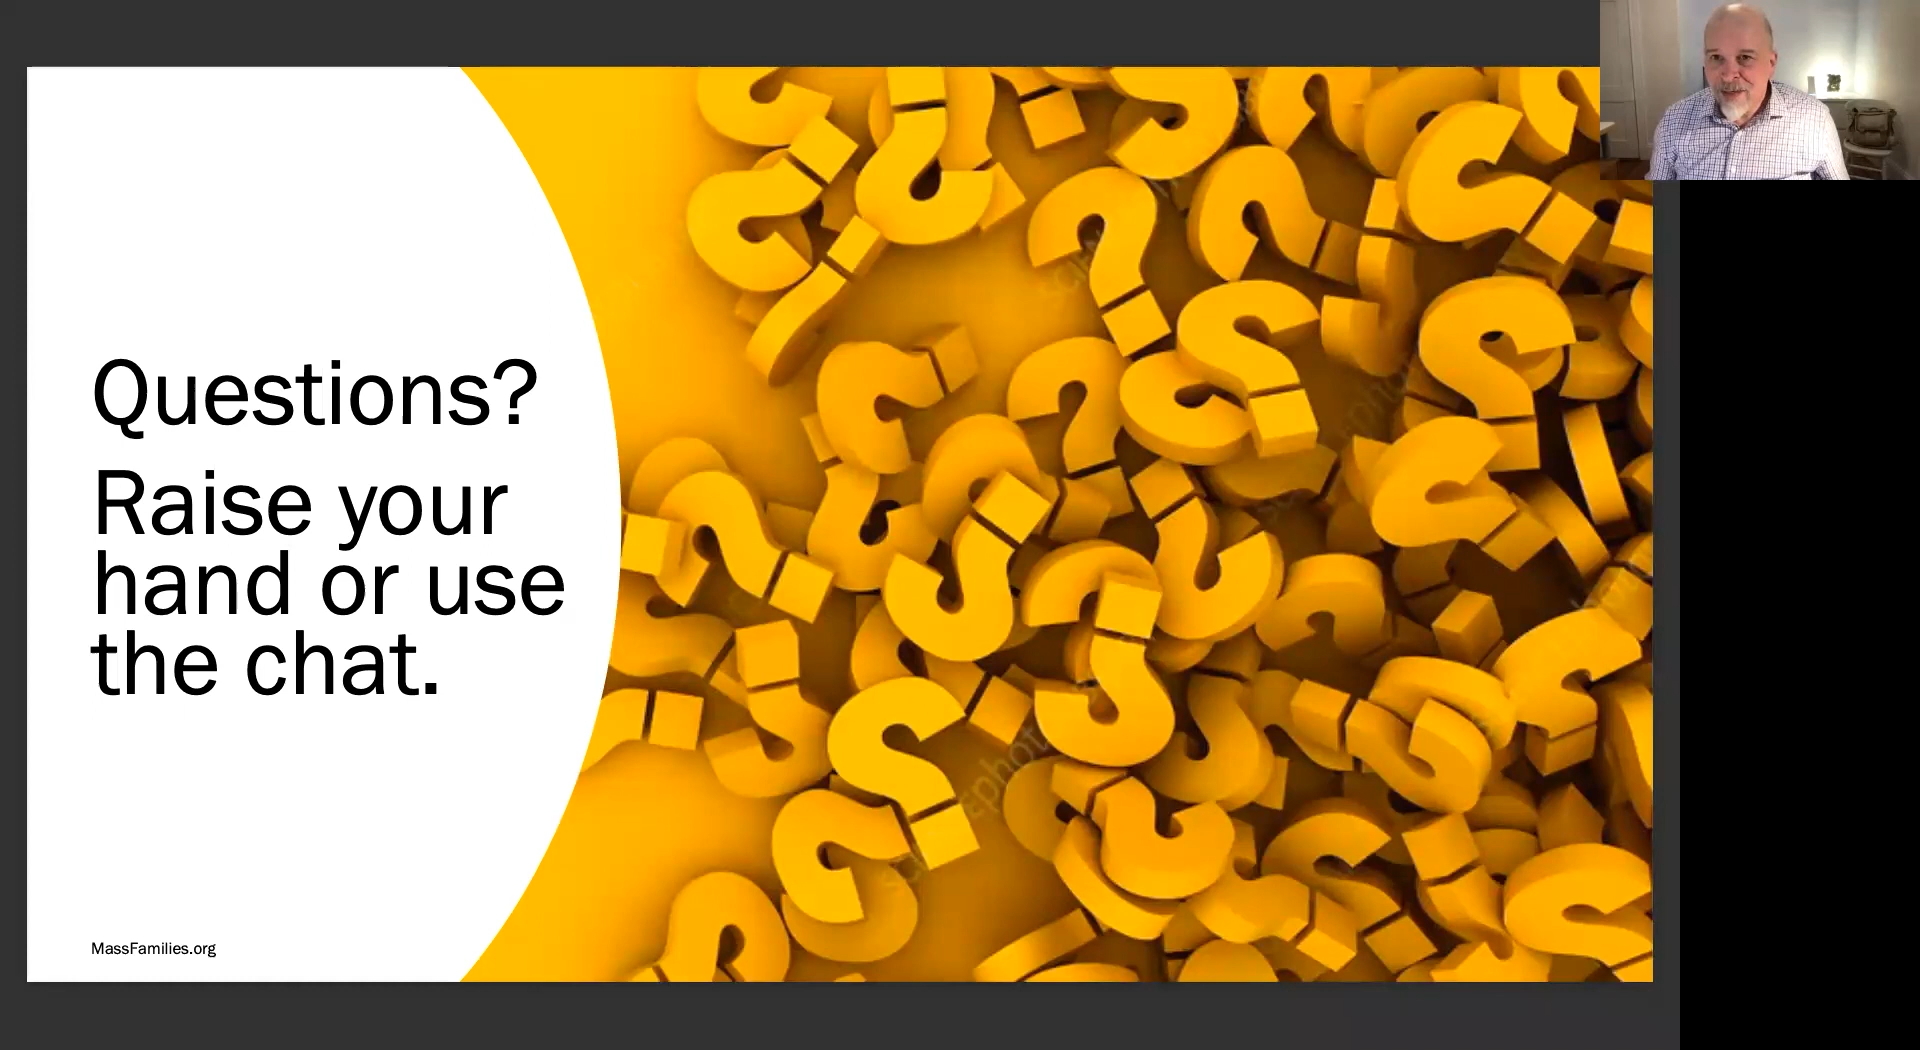 Questions?
Raise your
hand or use
the chat.
MassFamilies.org